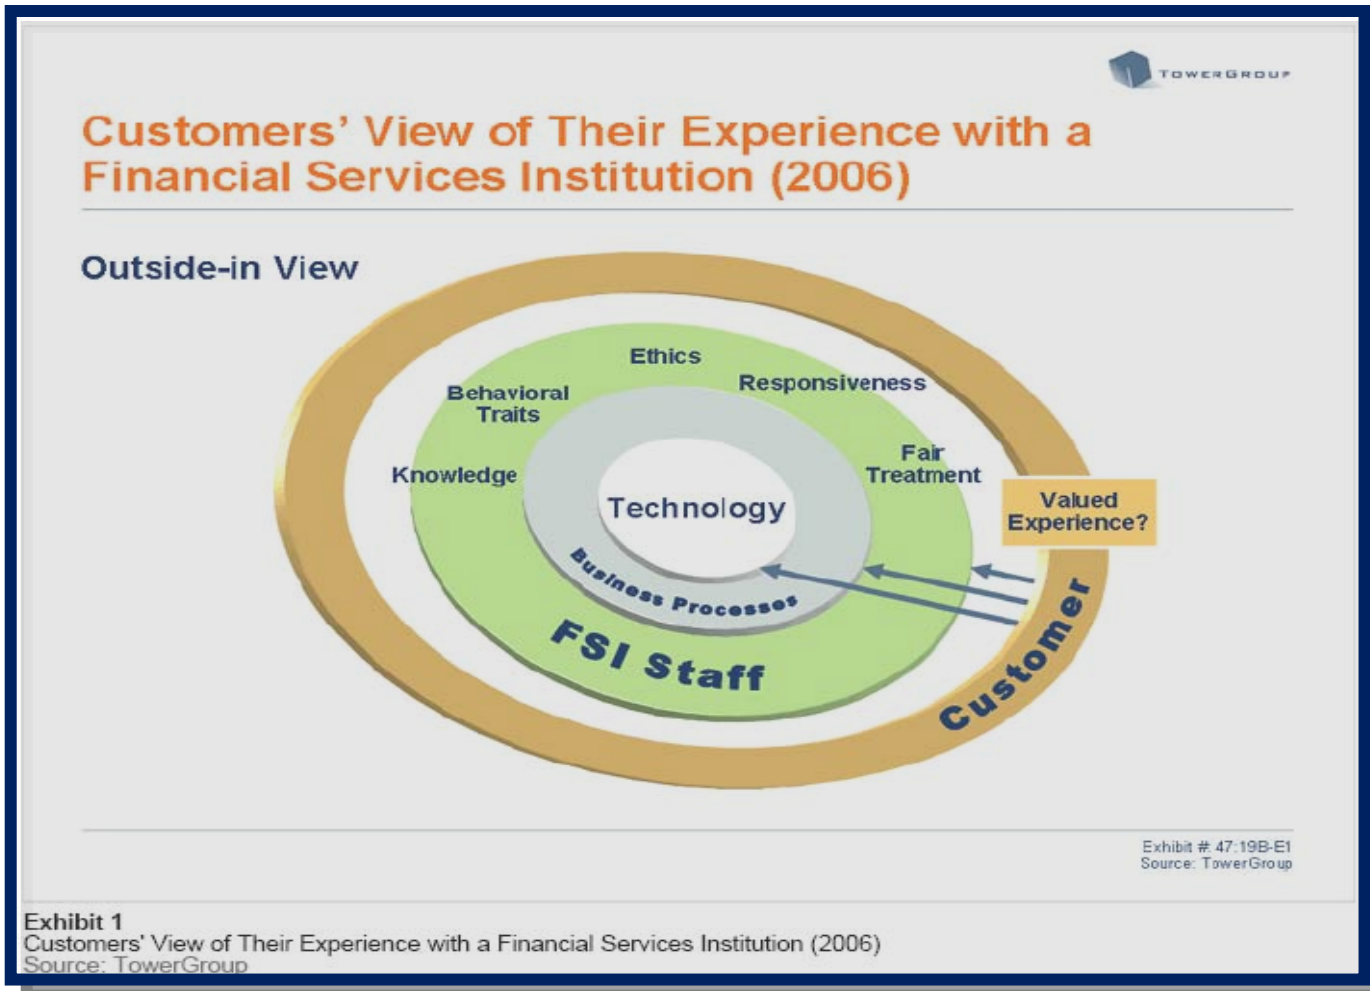 TOWERGROUP
Customers' View of Their Experience with a
Financial Services Institution (2006)
Outside-in View
Ethics
Responsiveness
Behavioral
Traits
Fair
Treatment
Knowledge
Technology
Valued
Experience?
Business Processes
FSI Staff
Customer
Exhibit #: 47:19B-E1
Source: TowerGroup
Exhibit 1
Customers' View of Their Experience with a Financial Services Institution (2006)
Source: TowerGroup